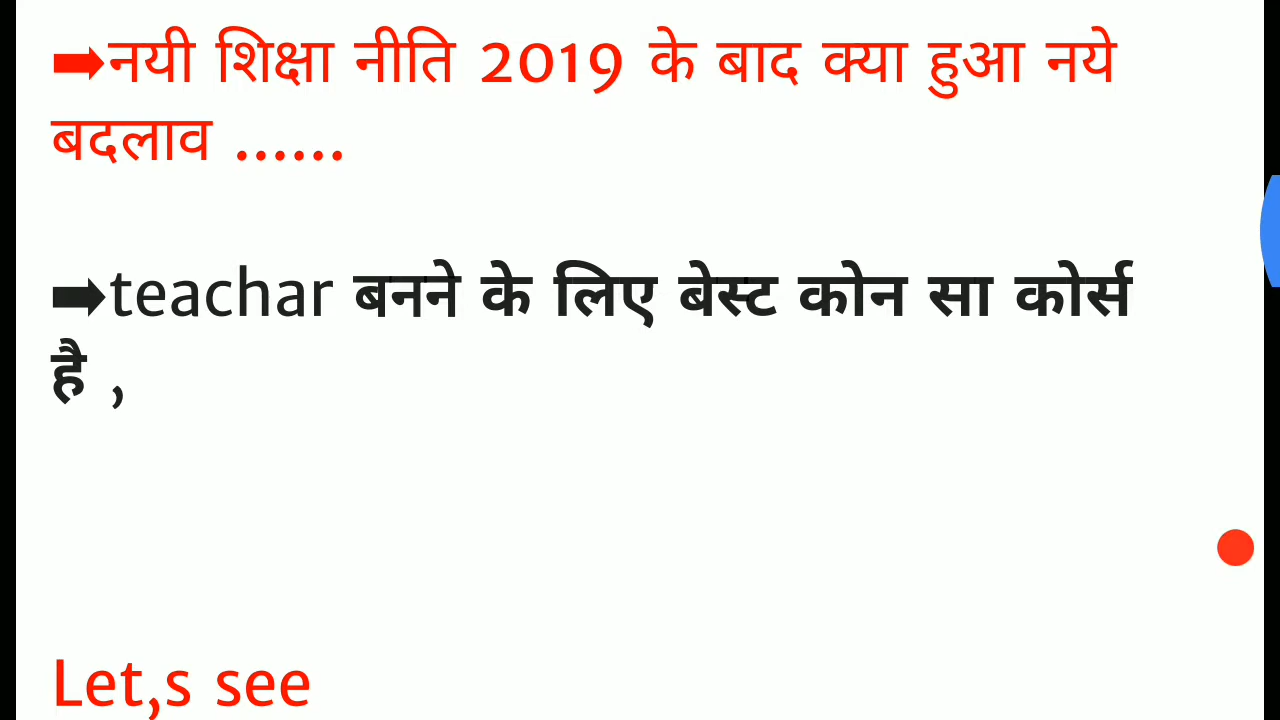 ➡नयी शिक्षा नीति 2019 के बाद क्या हुआ नये
बदलाव ......
➡teachar बनने के लिए बेस्ट कोन सा कोर्स
है ,
Let,s see